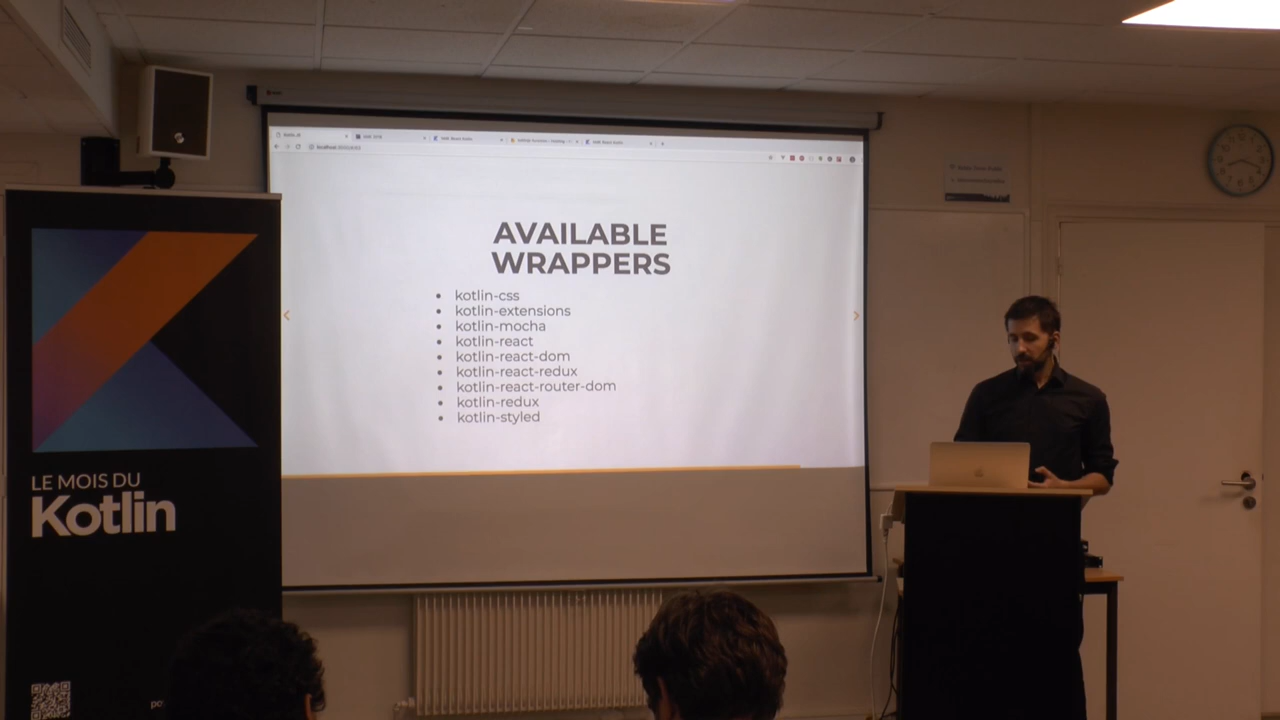 AVAILABLE
WRAPPERS
kotlin-css
kotlin-extensions
kotlin-mocha
kotlin-react
kotlin-react-dom
kotlin-react-redux
kotlin-react-router-dom
kotlin-redux
kotlin-styled
LE MOIS DU
Kotlin